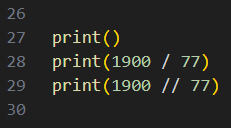 26
27 print()
28 print(1900 / 77)
29 print(1900 // 77)
30